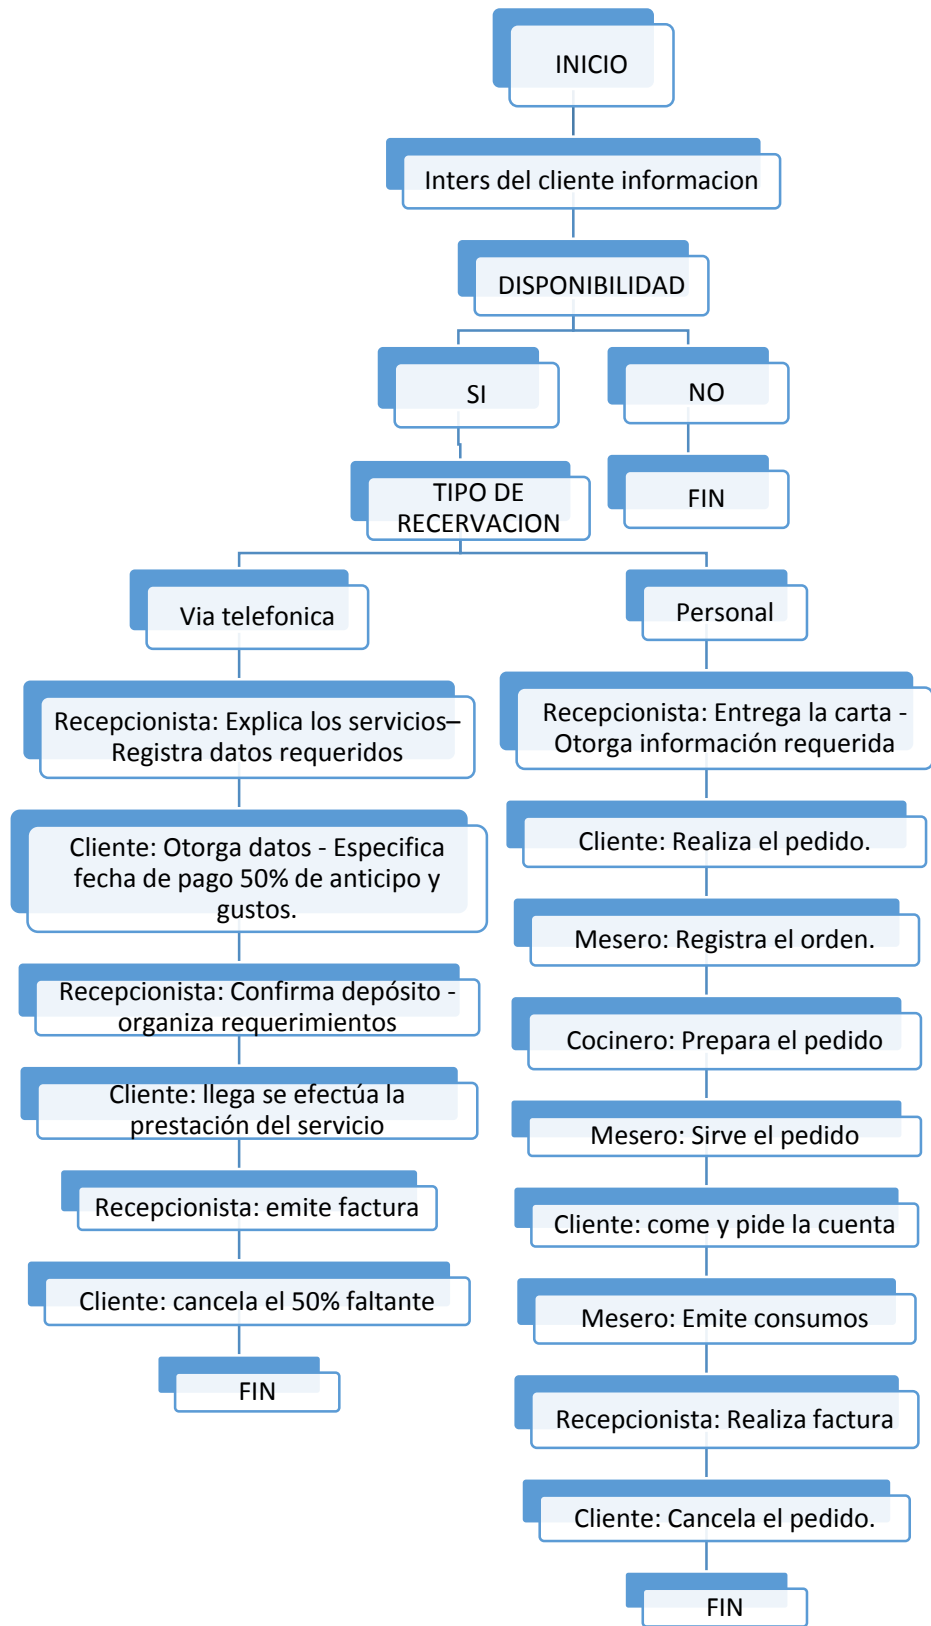 INICIO
Inters del cliente informacion
DISPONIBILIDAD
SI
NO
TIPO DE
RECERVACION
FIN
Via telefonica
Recepcionista: Explica los servicios–
Registra datos requeridos
Cliente: Otorga datos - Especifica
fecha de pago 50% de anticipo y
gustos.
Recepcionista: Confirma depósito -
organiza requerimientos
Cliente: llega se efectúa la
prestación del servicio
Recepcionista: emite factura
Cliente: cancela el 50% faltante
FIN
Personal
Recepcionista: Entrega la carta -
Otorga información requerida
Cliente: Realiza el pedido.
Mesero: Registra el orden.
Cocinero: Prepara el pedido
Mesero: Sirve el pedido
Cliente: come y pide la cuenta
Mesero: Emite consumos
Recepcionista: Realiza factura
Cliente: Cancela el pedido.
FIN